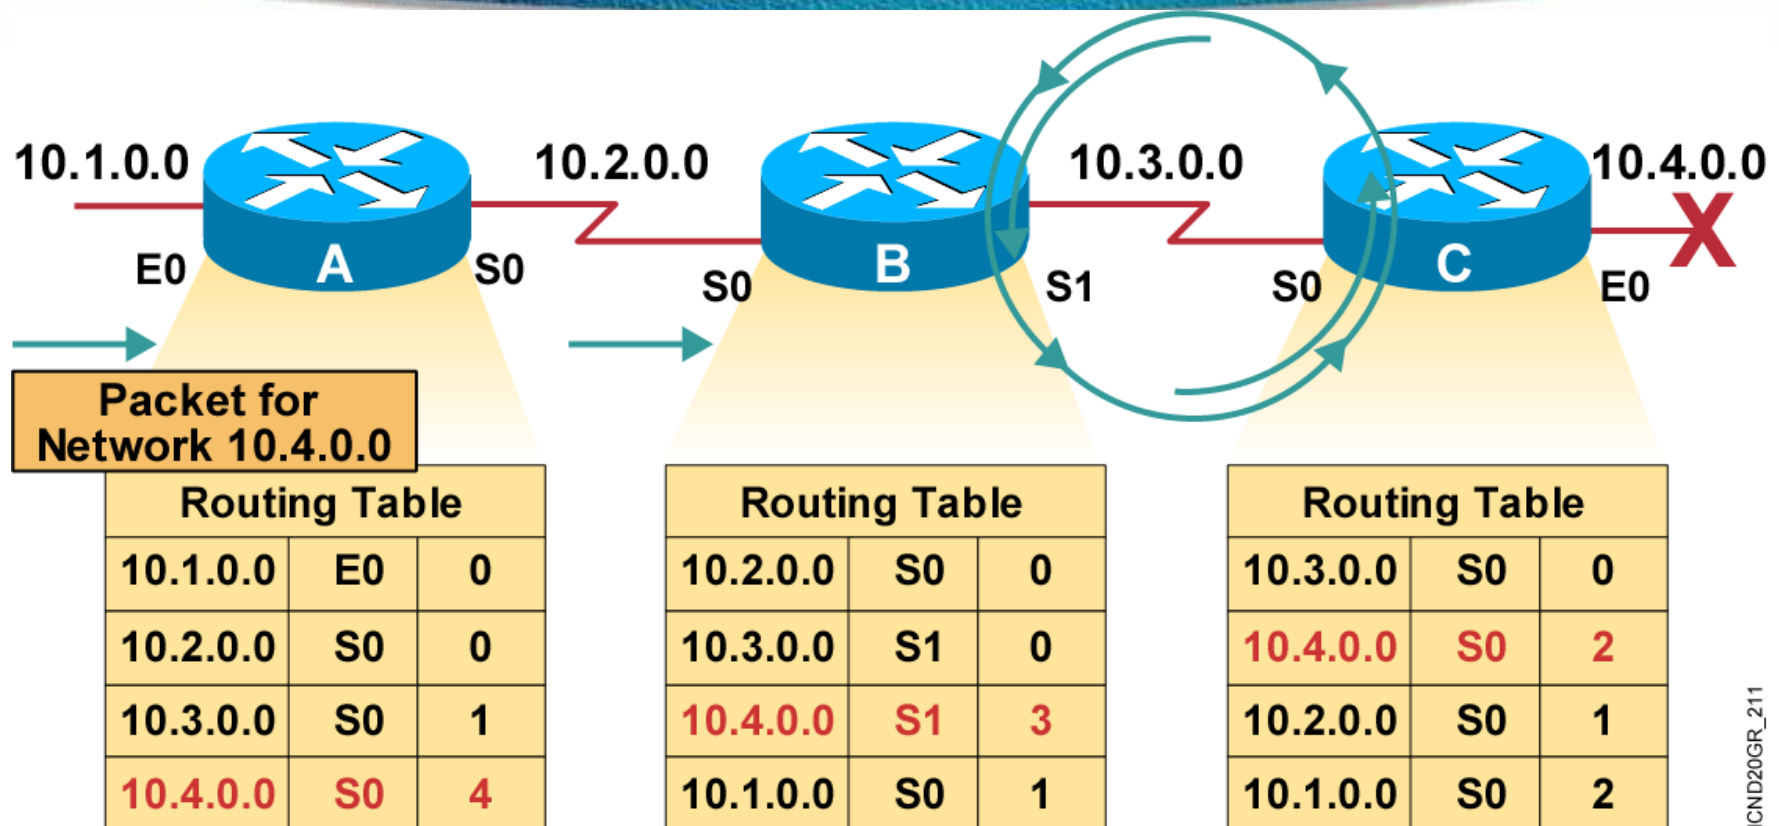 10.1.0.0
10.2.0.0
10.3.0.0
10.4.0.0
X
A
B
C
E0
S0
S0
S1
S0
E0
Packet for
Network 10.4.0.0
Routing Table
10.1.0.0 E0 0
10.2.0.0 S0 0
10.3.0.0 S0 1
10.4.0.0 S0 4
Routing Table
10.2.0.0 S0 0
10.3.0.0 S1 0
10.4.0.0 S1 3
10.1.0.0 S0 1
Routing Table
10.3.0.0 S0 0
10.4.0.0 S0 2
10.2.0.0 S0 1
10.1.0.0 S0 2
ICND20GR_211